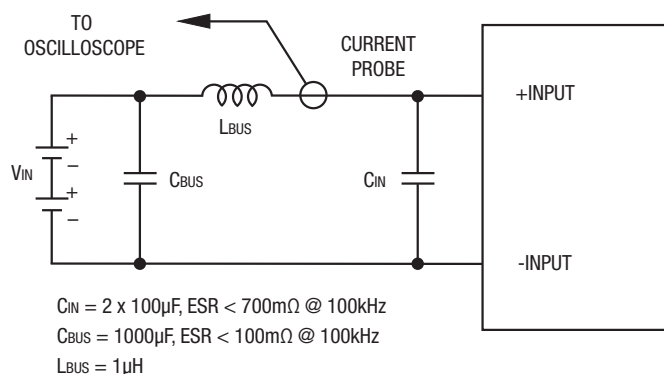 TO
OSCILLOSCOPE
CURRENT
PROBE
+INPUT
LBUS
+
VIN
–
+
–
CBUS
CIN
-INPUT
CIN = 2 x 100µF, ESR < 700mΩ @ 100kHz
CBUS = 1000µF, ESR < 100mΩ @ 100kHz
LBUS = 1µH